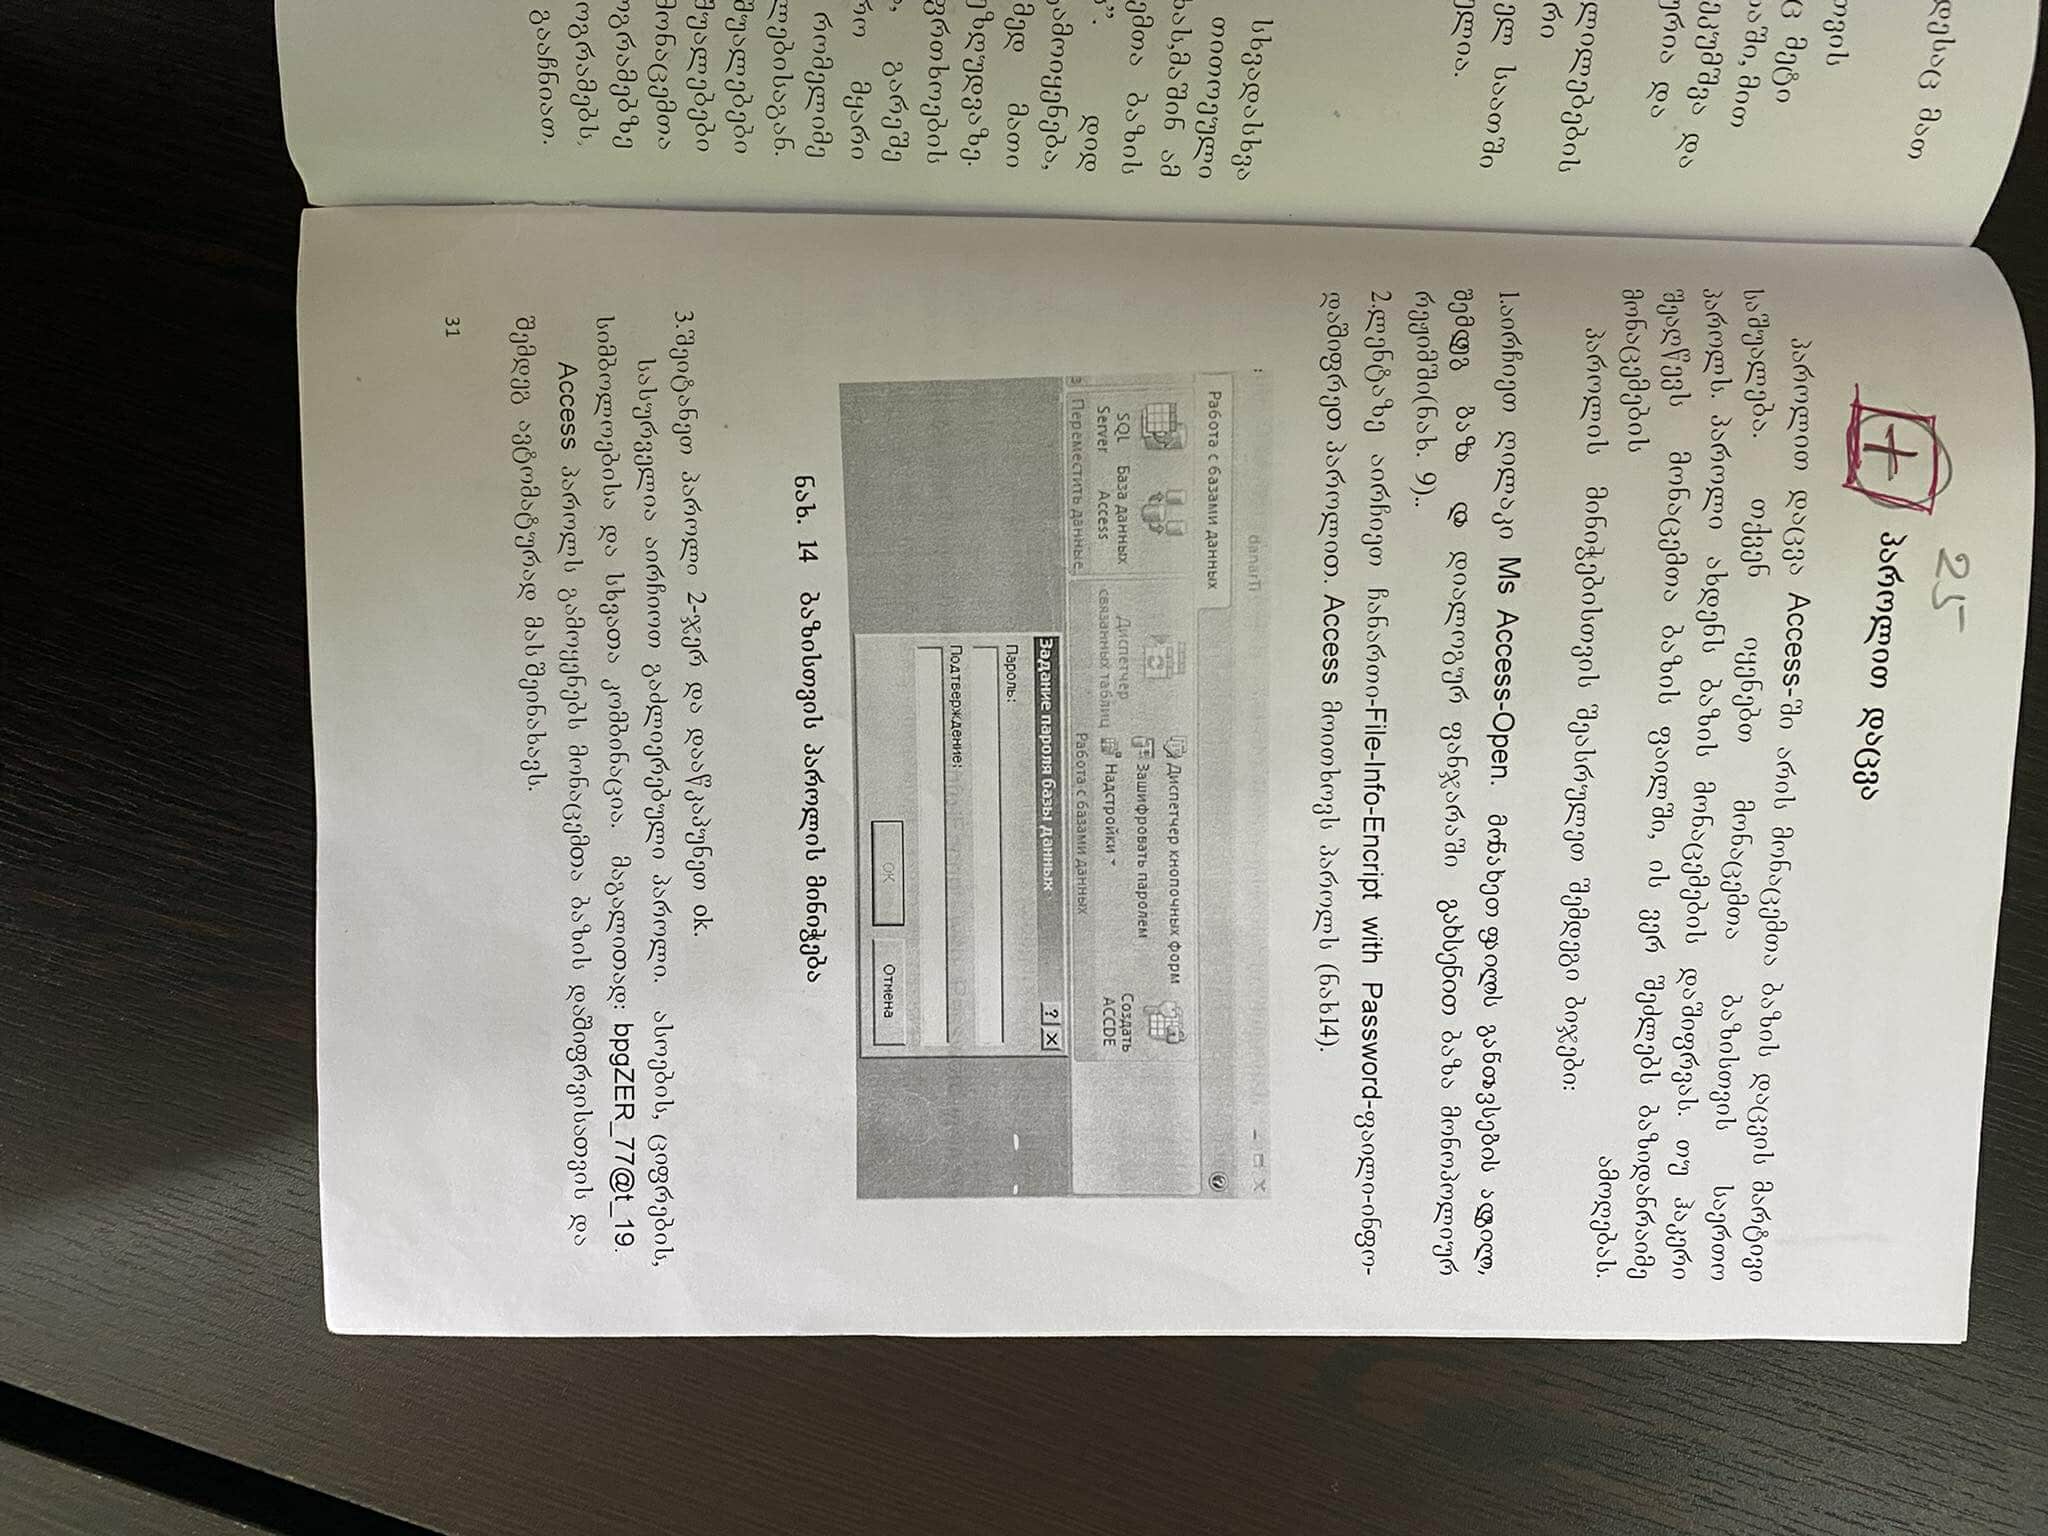 დესაც მათ
თვის
ც მეტი
აში, მით
ეკუმშვა და
ურია და
ლილებების
რი
ელ საათში
ულია.
სხვადასხვა
თითოეული
ხას,მაშინ ამ
ემთა ბაზის
”. დიდ
გამოიყენება,
მედ მათი
ეზღუდვაზე.
ფრთხოების
, გარეშე
რო მყარი
რომელიმე
ლებისაგან.
შუალებები
შუალებები
მონაცემთა
ოგრამებზე
ოგრამებს,
გააჩნიათ.
25
+
პაროლით დაცვა
პაროლით დაცვა Access-ში არის მონაცემთა ბაზის დაცვის მარტივი
საშუალება. თქვენ იყენებთ მონაცემთა ბაზისთვის საერთო
პაროლს. პაროლი ახდენს ბაზის მონაცემების დაშიფრვას. თუ ჰაკერი
შეაღწევს მონაცემთა ბაზის ფაილში, ის ვერ შეძლებს ბაზიდანრაიმე
მონაცემების ამოღებას.
პაროლის მინიჭებისთვის შეასრულეთ შემდეგი ბიჯები:
1.აირჩიეთ ღილაკი Ms Access-Open. მონახეთ ფაილის განთავსების ადგილი,
შემდეგ ბაზა და დიალოგურ ფანჯარაში გახსენით ბაზა მონოპოლიურ
რეჟიმში(ნახ. 9)..
2.ლენტაზე აირჩიეთ ჩანართი-File-Info-Encript with Password-ფაილი-ინფო-
დაშიფრეთ პაროლით. Access მოითხოვს პაროლს (ნახ14).
danarTi
Работа с базами данных
SQL Server
База данных Access
Переместить данные
Диспетчер связанных таблиц
Диспетчер кнопочных форм
Зашифровать паролем
Надстройки
Создать ACCDE
Работа с базами данных
Задание пароля базы данных
Пароль:
Подтверждение:
OK Отмена
ნახ. 14 ბაზისთვის პაროლის მინიჭება
3.შეიტანეთ პაროლი 2-ჯერ და დააწკაპუნეთ ok.
სასურველია აირჩიოთ გაძლიერებული პაროლი. ასოების, ციფრების,
სიმბოლოებისა და სხვათა კომბინაცია. მაგალითად: bpgZER_77@t_19.
Access პაროლს გამოყენებს მონაცემთა ბაზის დაშიფრვისათვის და
შემდეგ ავტომატურად მას შეინახავს.
31